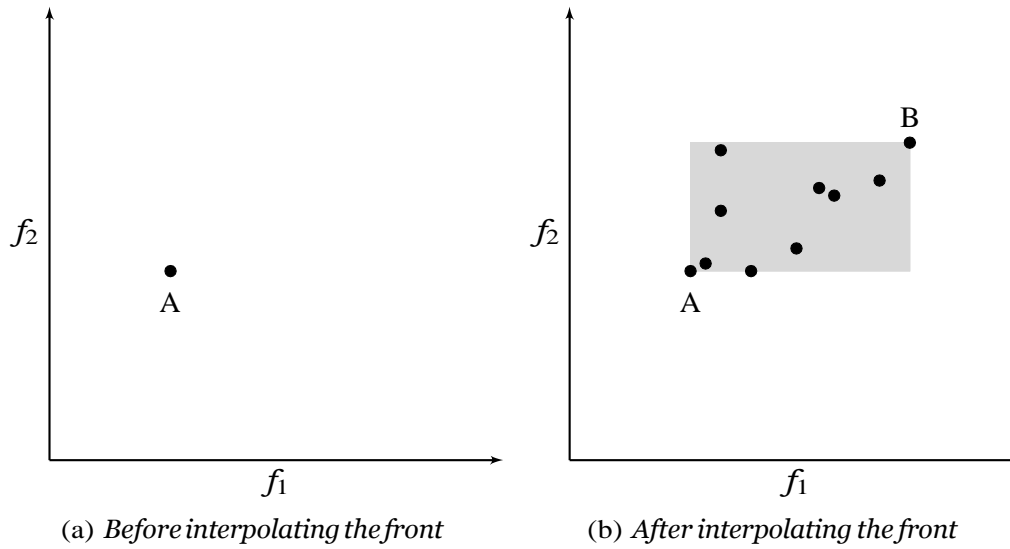 f2
A
f1
(a) Before interpolating the front
B
f2
A
f1
(b) After interpolating the front